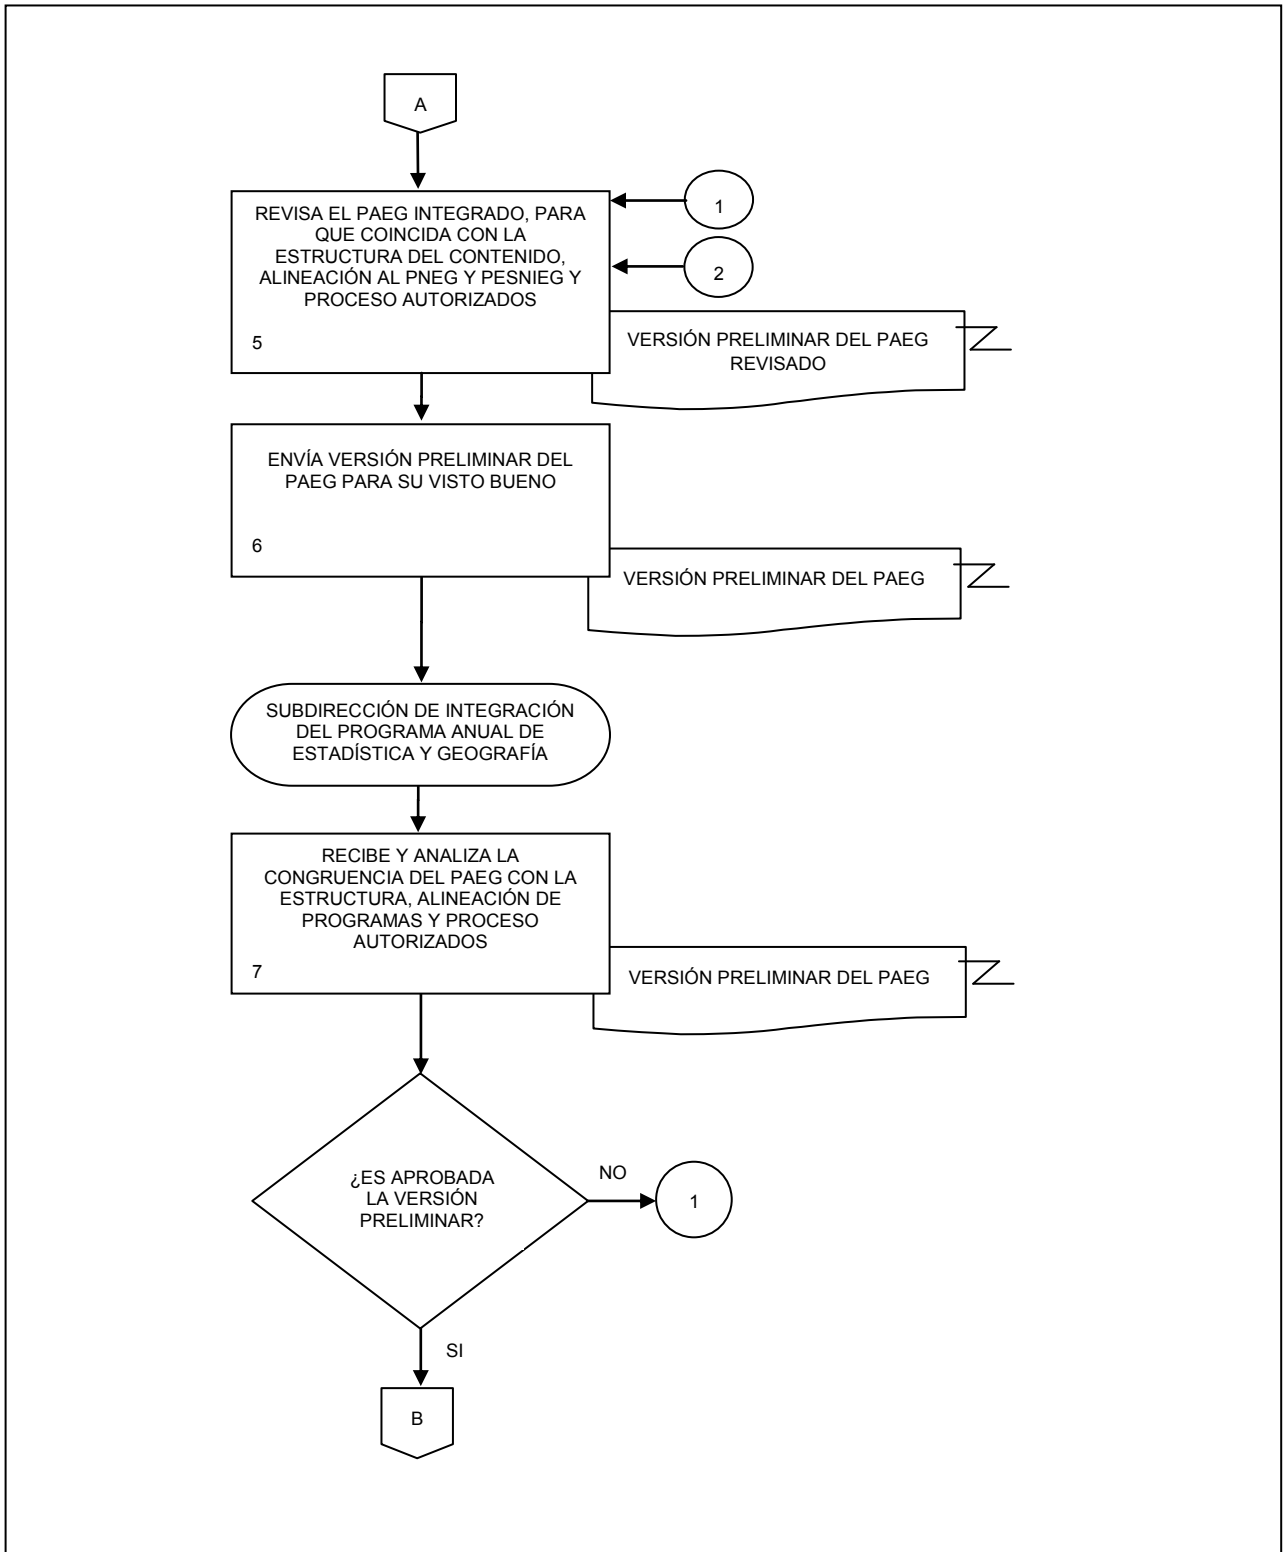 A
REVISA EL PAEG INTEGRADO, PARA
QUE COINCIDA CON LA
ESTRUCTURA DEL CONTENIDO,
ALINEACIÓN AL PNEG Y PESNIEG Y
PROCESO AUTORIZADOS
5
1
2
VERSIÓN PRELIMINAR DEL PAEG
REVISADO
ENVÍA VERSIÓN PRELIMINAR DEL
PAEG PARA SU VISTO BUENO
6
VERSIÓN PRELIMINAR DEL PAEG
SUBDIRECCIÓN DE INTEGRACIÓN
DEL PROGRAMA ANUAL DE
ESTADÍSTICA Y GEOGRAFÍA
RECIBE Y ANALIZA LA
CONGRUENCIA DEL PAEG CON LA
ESTRUCTURA, ALINEACIÓN DE
PROGRAMAS Y PROCESO
AUTORIZADOS
7
VERSIÓN PRELIMINAR DEL PAEG
¿ES APROBADA
LA VERSIÓN
PRELIMINAR?
NO
1
SI
B